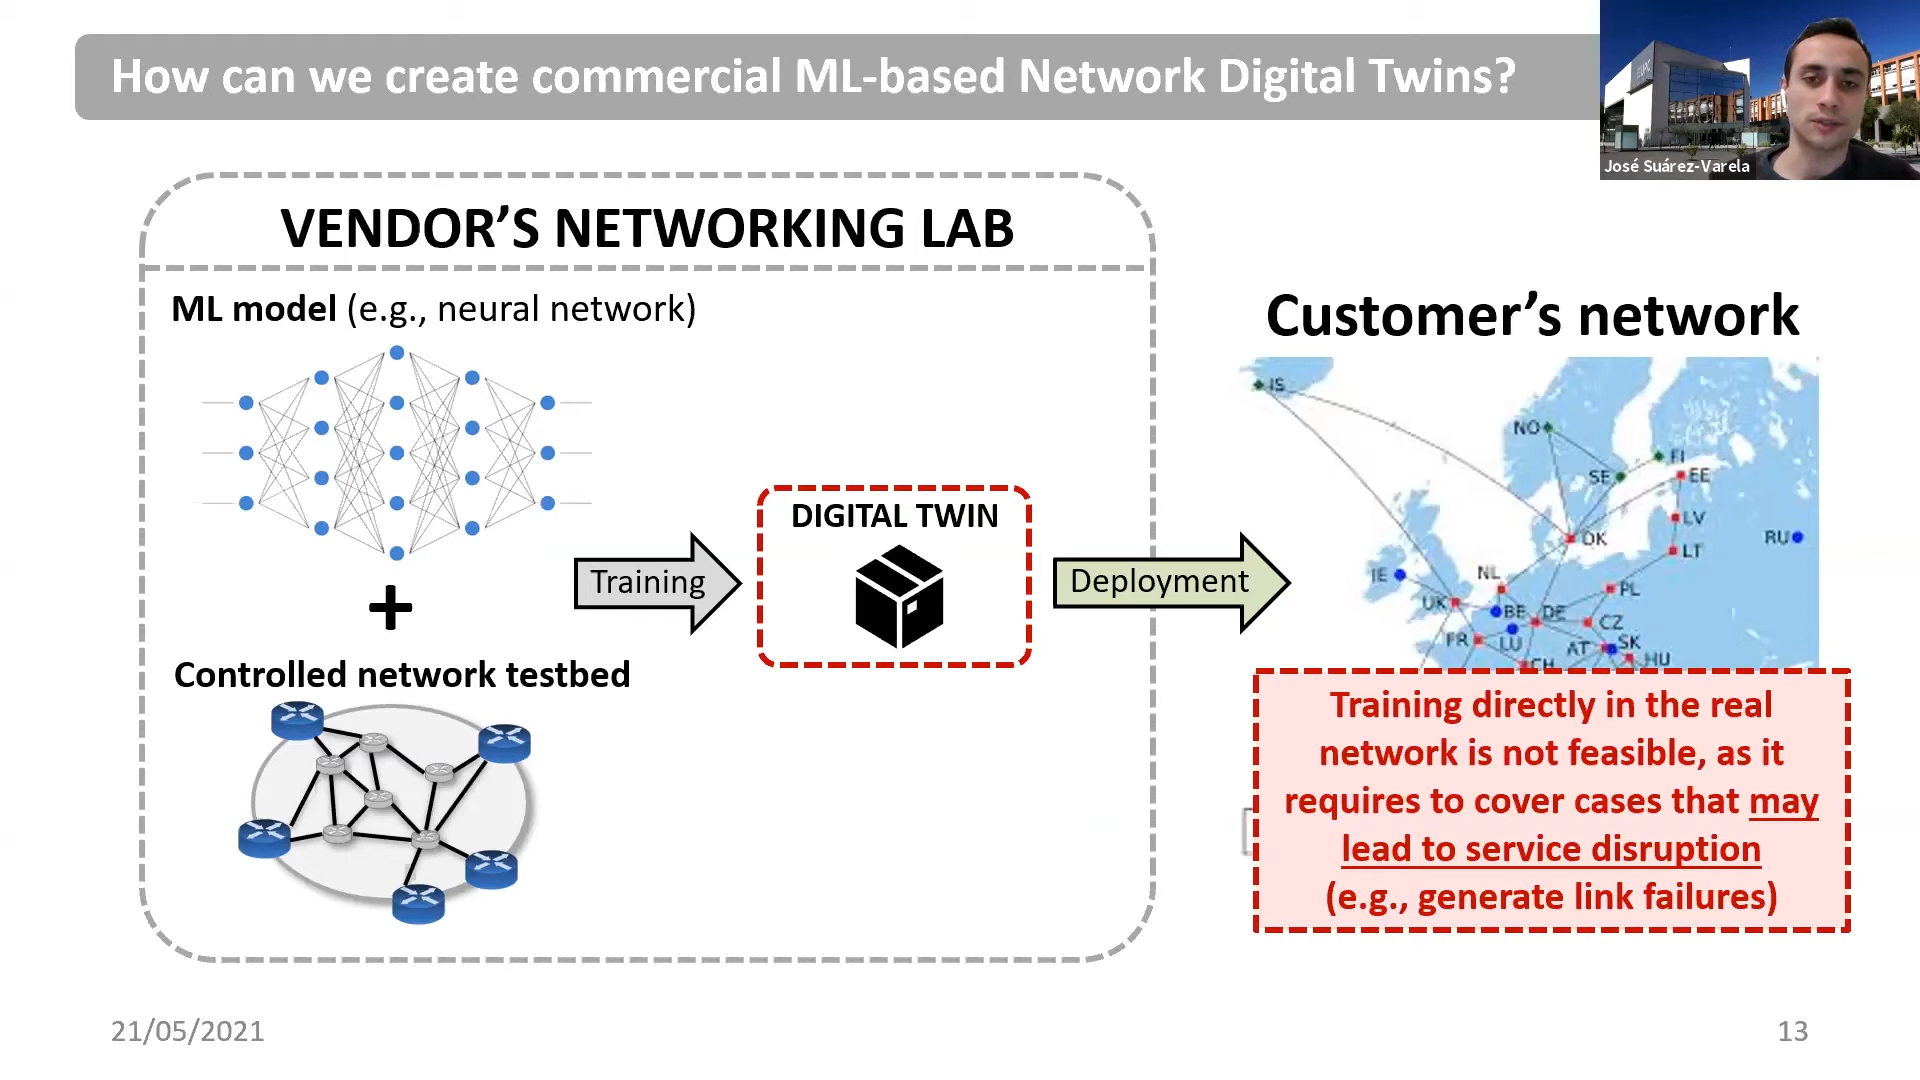 How can we create commercial ML-based Network Digital Twins?
José Suárez-Varela
VENDOR’S NETWORKING LAB
ML model (e.g., neural network)
+
Controlled network testbed
Training
DIGITAL TWIN
Deployment
Customer’s network
IS
NO
FI
SE
EE
LV
DK
RU
LT
IE
NL
PL
UK
BE
DE
CZ
FR
LU
AT
SK
CH
HU
Training directly in the real
network is not feasible, as it
requires to cover cases that may
lead to service disruption
(e.g., generate link failures)
21/05/2021
13